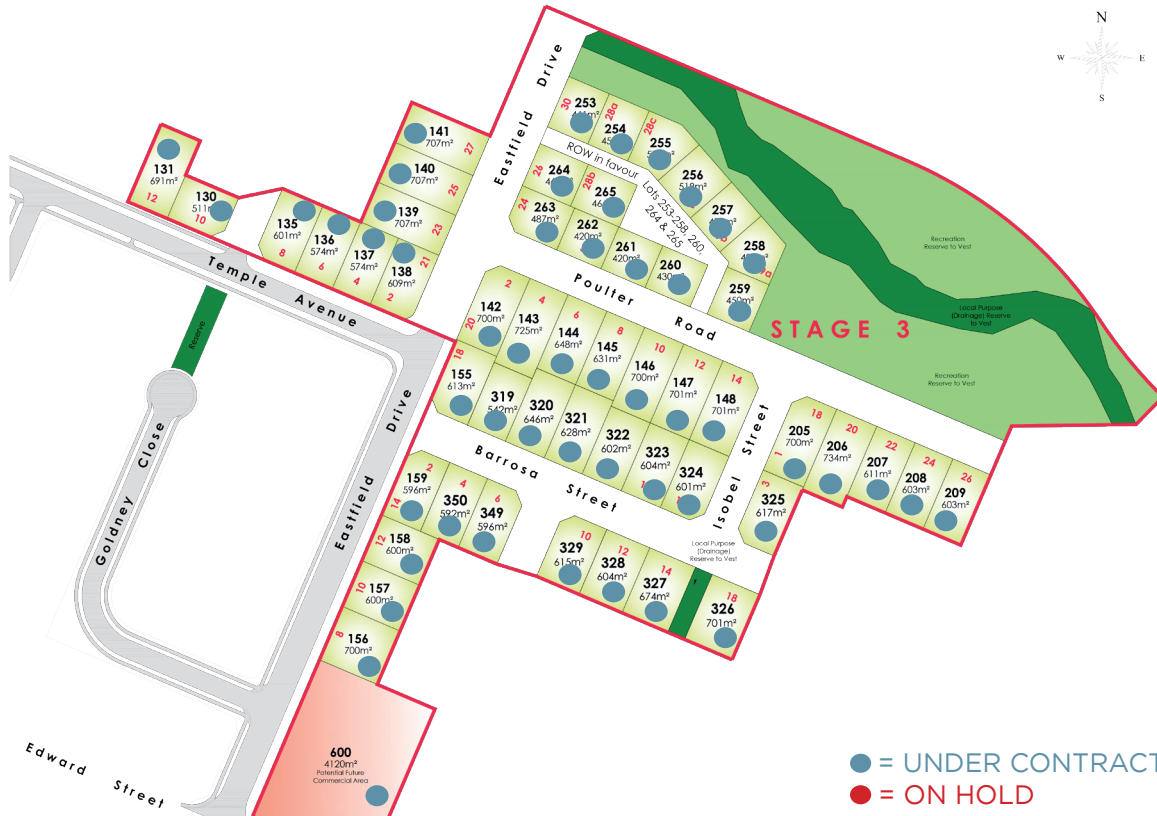 N
W
E
S
Eastfield Drive
30
253
28a
254
28c
255
256
257
258
259
450m²
ROW in favour
Lots 253-258, 260,
264 & 265
26
264
28b
265
24
263
487m²
262
420m²
261
420m²
260
430m²
Poulter Road
STAGE 3
Recreation
Reserve to Vest
Local Purpose
(Drainage) Reserve
to Vest
Recreation
Reserve to Vest
141
707m²
27
140
707m²
25
139
707m²
23
138
609m²
21
2
131
691m²
12
130
10
135
601m²
8
136
574m²
6
137
574m²
4
Temple Avenue
Reserve
Goldney Close
Eastfield Drive
Edward Street
142
700m²
2
20
143
725m²
4
144
648m²
6
145
631m²
8
146
700m²
10
147
701m²
12
148
701m²
14
155
613m²
18
319
542m²
320
646m²
321
628m²
322
602m²
323
604m²
324
601m²
Barrosa Street
Isobel Street
205
700m²
18
1
206
734m²
20
207
611m²
22
208
603m²
24
209
603m²
26
325
617m²
3
159
596m²
2
14
350
592m²
4
349
596m²
6
158
600m²
12
157
600m²
10
156
700m²
8
329
615m²
10
328
604m²
12
327
674m²
14
Local Purpose
(Drainage)
Reserve to Vest
326
701m²
18
600
4120m²
Potential Future
Commercial Area
= UNDER CONTRACT
= ON HOLD